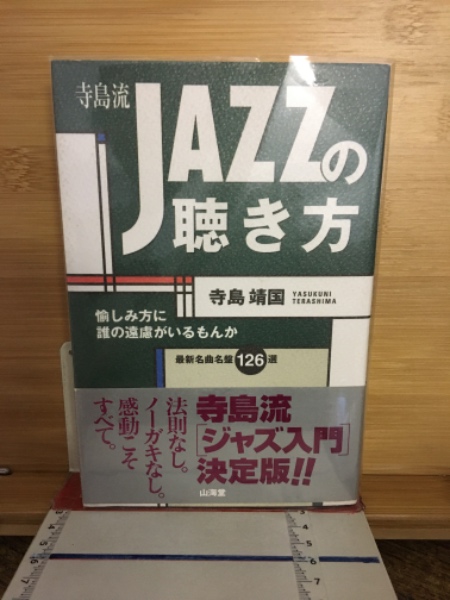 寺島流
JAZZの
聴き方
寺島 靖国
YASUKUNI
TERASHIMA
愉しみ方に
誰の遠慮がいるもんか
最新名曲名盤126選
法則なし。
ノーガキなし。
感動こそ
すべて。
寺島流
[ジャズ入門]
決定版!!
山海堂